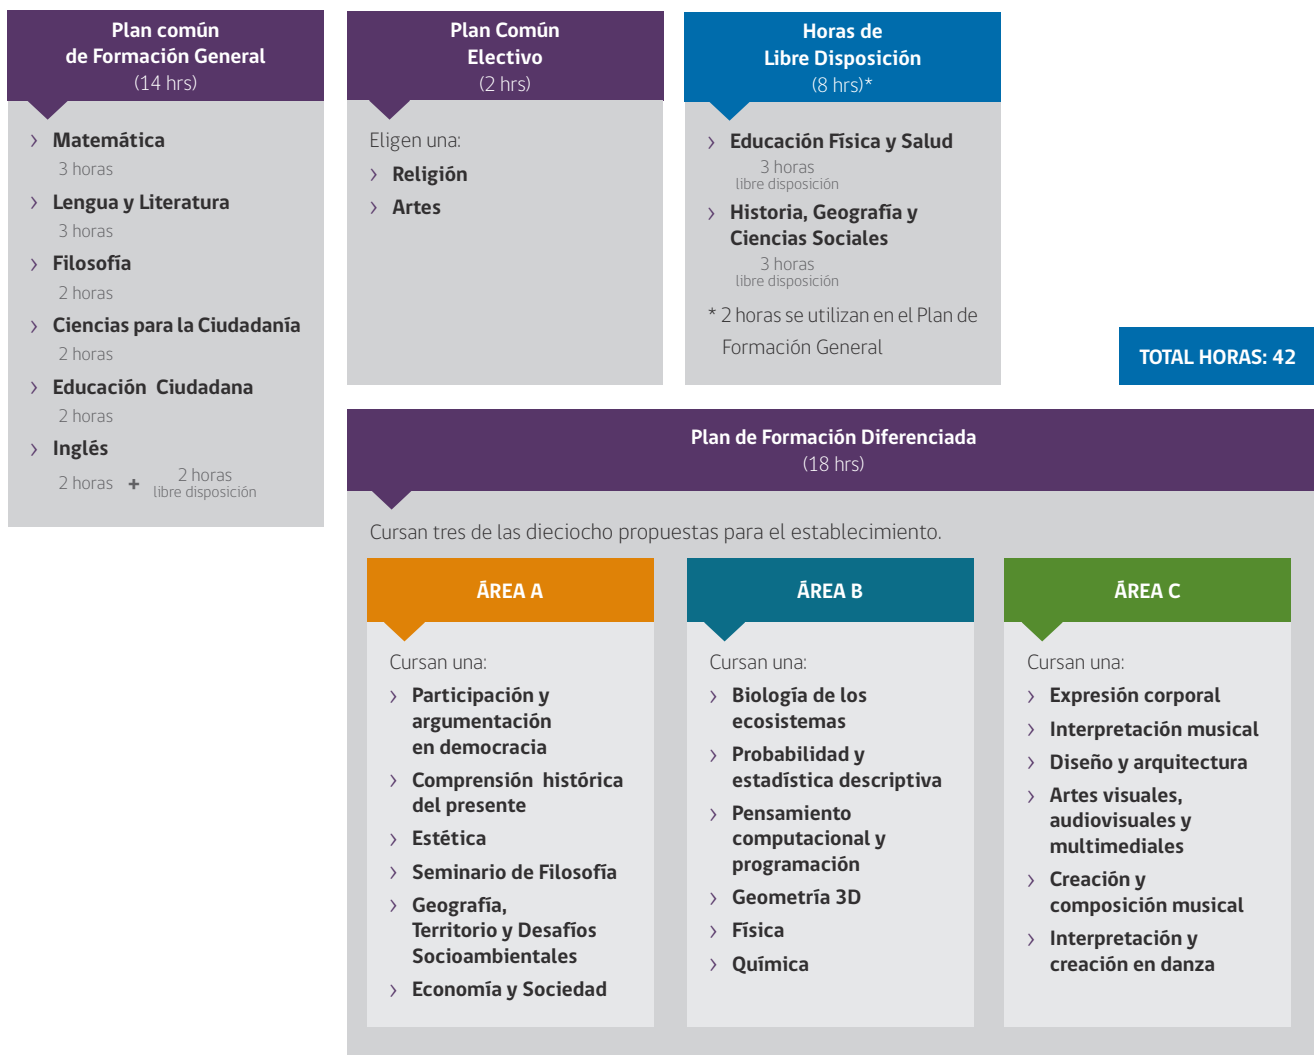 Plan común
de Formación General
(14 hrs)
› Matemática
3 horas
› Lengua y Literatura
3 horas
› Filosofía
2 horas
› Ciencias para la Ciudadanía
2 horas
› Educación Ciudadana
2 horas
› Inglés
2 horas + 2 horas
libre disposición
Plan Común
Electivo
(2 hrs)
Eligen una:
› Religión
› Artes
Horas de
Libre Disposición
(8 hrs)*
› Educación Física y Salud
3 horas
libre disposición
› Historia, Geografía y
Ciencias Sociales
3 horas
libre disposición
* 2 horas se utilizan en el Plan de
Formación General
TOTAL HORAS: 42
Plan de Formación Diferenciada
(18 hrs)
Cursan tres de las dieciocho propuestas para el establecimiento.
ÁREA A
Cursan una:
› Participación y
argumentación
en democracia
› Comprensión histórica
del presente
› Estética
› Seminario de Filosofía
› Geografía,
Territorio y Desafíos
Socioambientales
› Economía y Sociedad
ÁREA B
Cursan una:
› Biología de los
ecosistemas
› Probabilidad y
estadística descriptiva
› Pensamiento
computacional y
programación
› Geometría 3D
› Física
› Química
ÁREA C
Cursan una:
› Expresión corporal
› Interpretación musical
› Diseño y arquitectura
› Artes visuales,
audiovisuales y
multimediales
› Creación y
composición musical
› Interpretación y
creación en danza